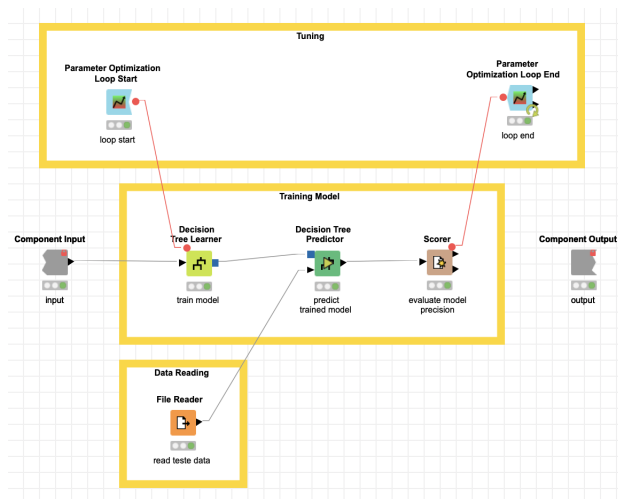 Tuning
Parameter Optimization
Loop Start
loop start
Parameter
Optimization Loop End
loop end
Training Model
Component Input
input
Decision
Tree Learner
train model
Decision Tree
Predictor
predict
trained model
Scorer
evaluate model
precision
Component Output
output
Data Reading
File Reader
read teste data